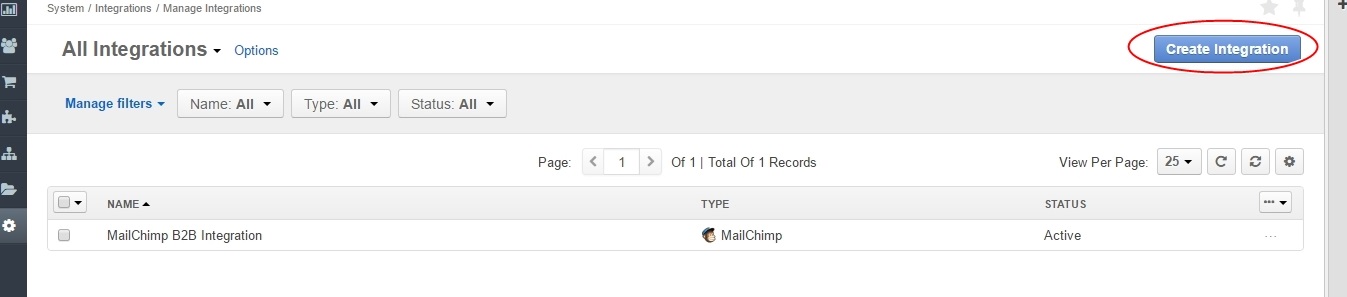 System / Integrations / Manage Integrations
All Integrations Options Create Integration
Manage filters Name: All Type: All Status: All
Page: 1 Of 1 | Total Of 1 Records View Per Page: 25
NAME TYPE STATUS
MailChimp B2B Integration MailChimp Active